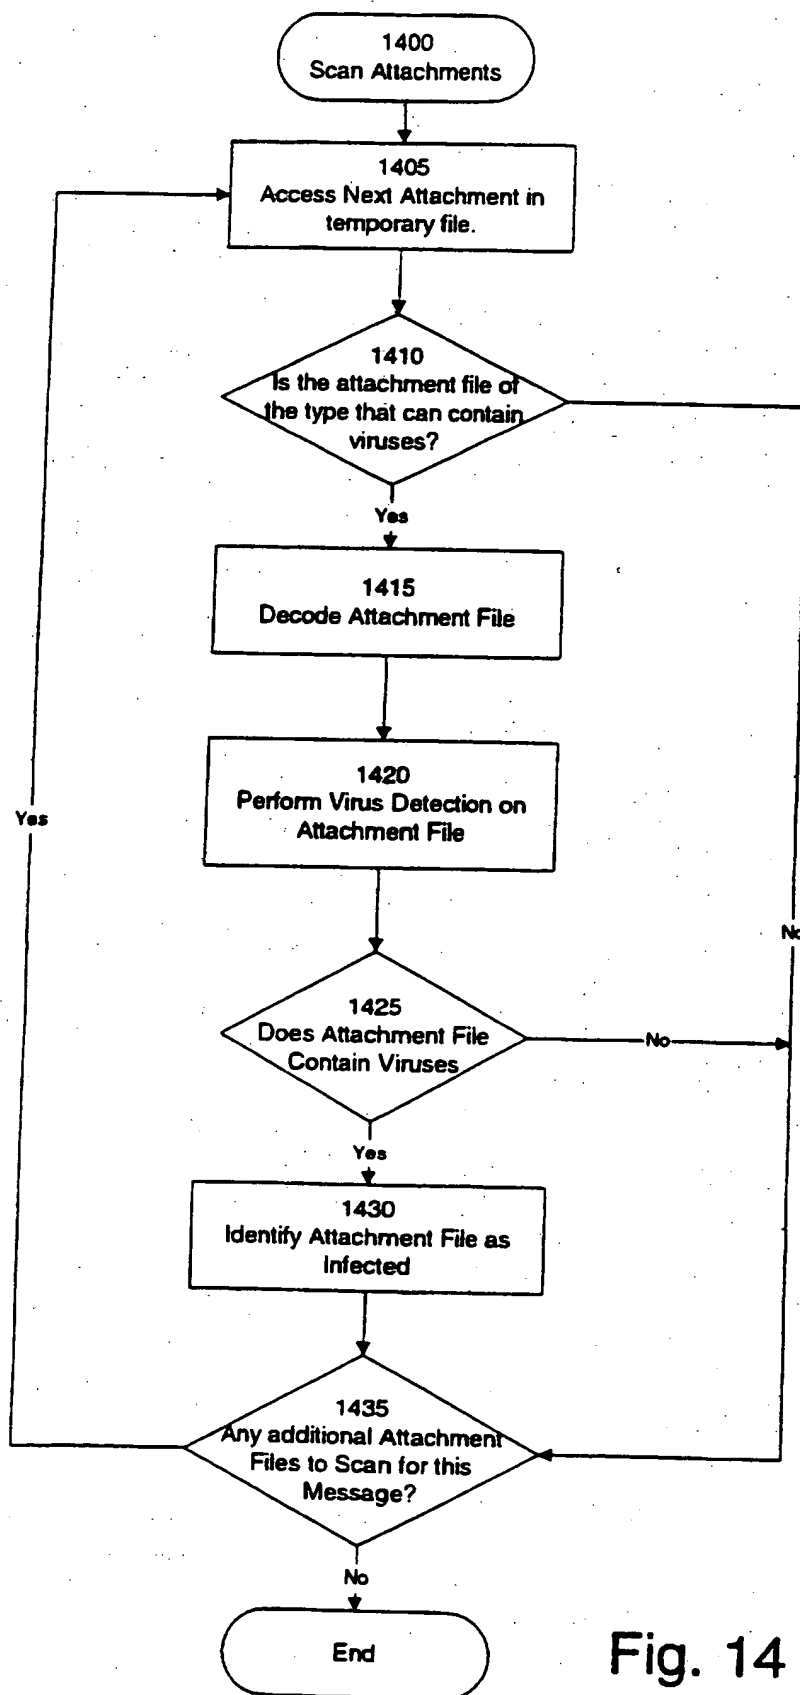 1400
Scan Attachments
1405
Access Next Attachment in
temporary file.
1410
Is the attachment file of
the type that can contain
viruses?
Yes
1415
Decode Attachment File
1420
Perform Virus Detection on
Attachment File
Yes
No
1425
Does Attachment File
Contain Viruses
No
Yes
1430
Identify Attachment File as
Infected
1435
Any additional Attachment
Files to Scan for this
Message?
No
End
Fig. 14